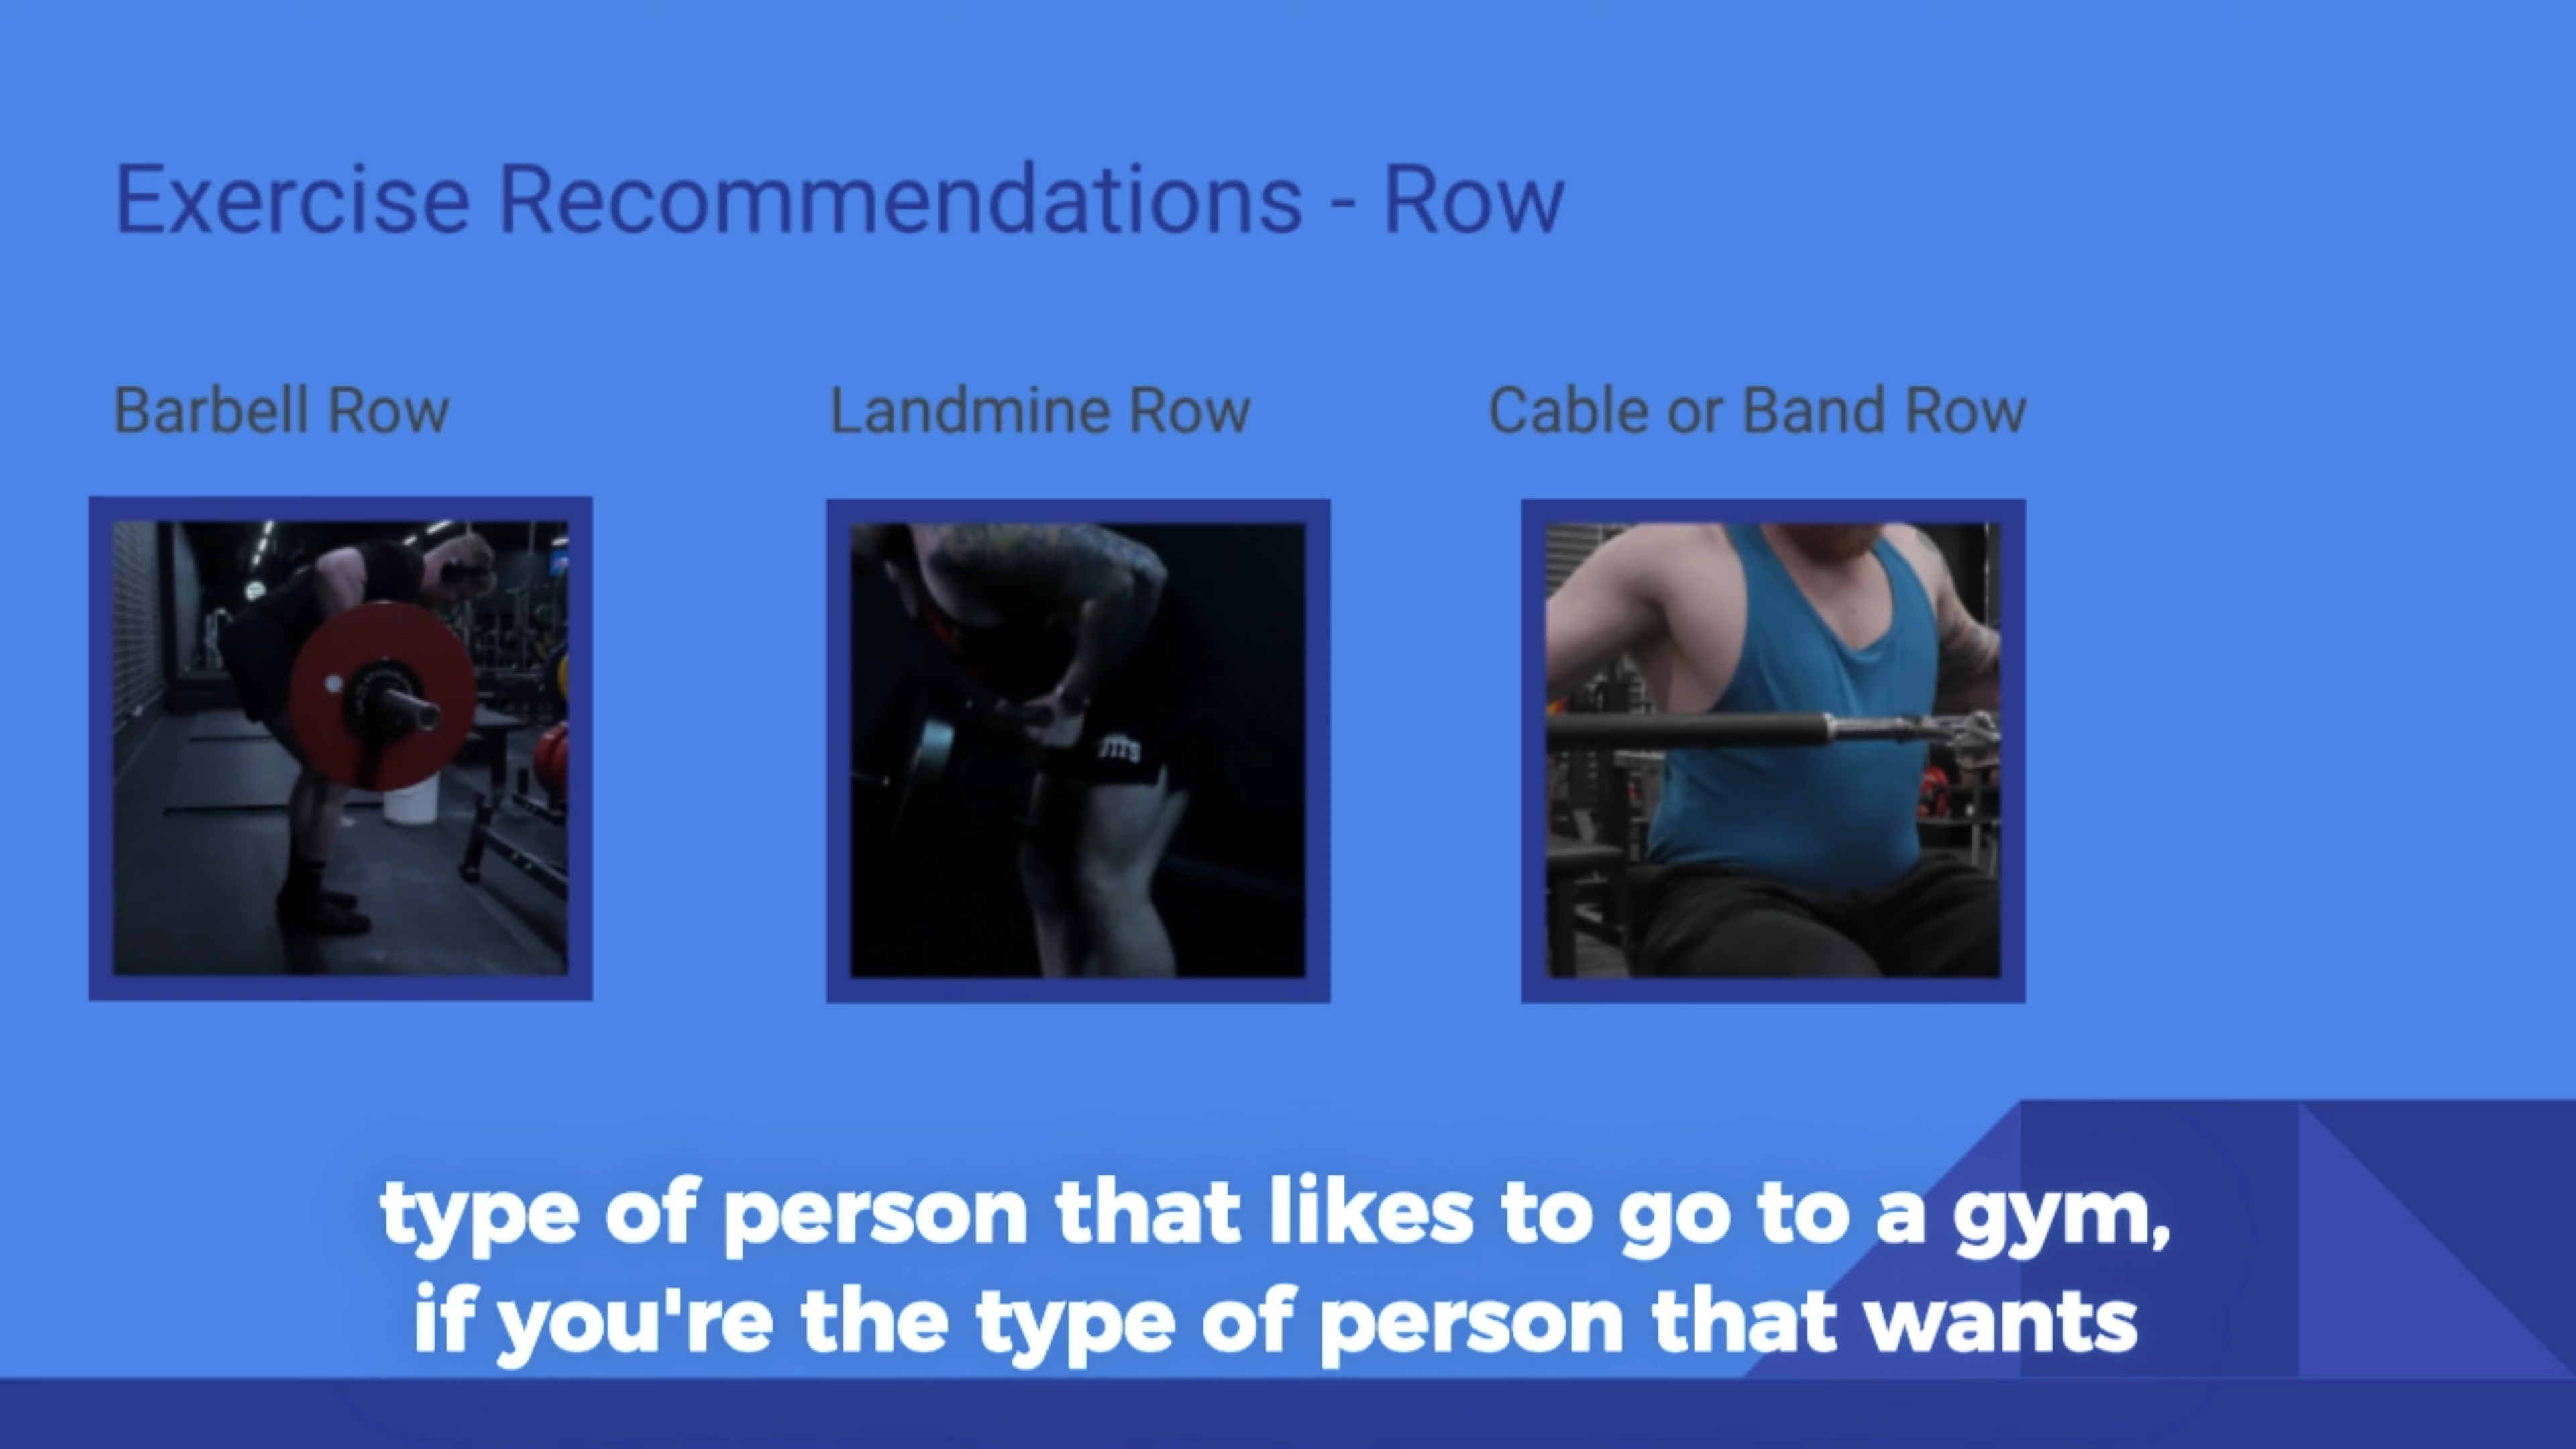 Exercise Recommendations - Row
Barbell Row
Landmine Row
Cable or Band Row
type of person that likes to go to a gym,
if you're the type of person that wants